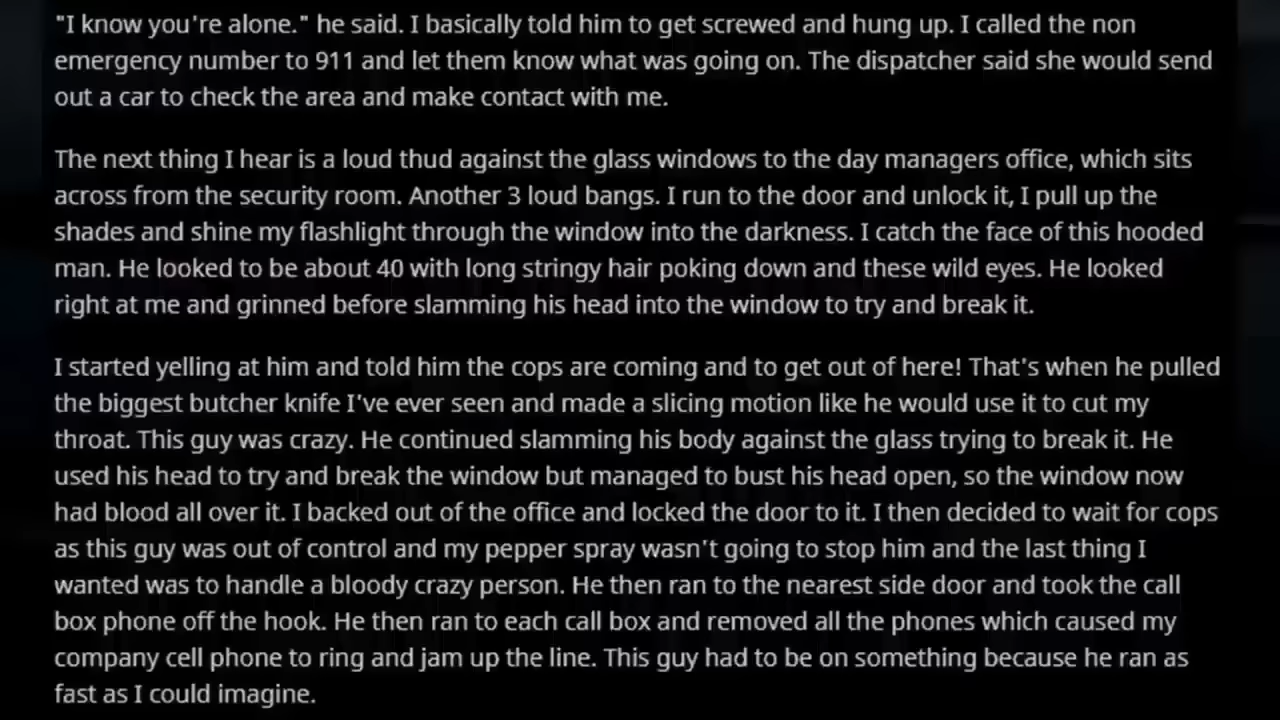 "I know you're alone." he said. I basically told him to get screwed and hung up. I called the non
emergency number to 911 and let them know what was going on. The dispatcher said she would send
out a car to check the area and make contact with me.
The next thing I hear is a loud thud against the glass windows to the day managers office, which sits
across from the security room. Another 3 loud bangs. I run to the door and unlock it, I pull up the
shades and shine my flashlight through the window into the darkness. I catch the face of this hooded
man. He looked to be about 40 with long stringy hair poking down and these wild eyes. He looked
right at me and grinned before slamming his head into the window to try and break it.
I started yelling at him and told him the cops are coming and to get out of here! That's when he pulled
the biggest butcher knife I've ever seen and made a slicing motion like he would use it to cut my
throat. This guy was crazy. He continued slamming his body against the glass trying to break it. He
used his head to try and break the window but managed to bust his head open, so the window now
had blood all over it. I backed out of the office and locked the door to it. I then decided to wait for cops
as this guy was out of control and my pepper spray wasn't going to stop him and the last thing I
wanted was to handle a bloody crazy person. He then ran to the nearest side door and took the call
box phone off the hook. He then ran to each call box and removed all the phones which caused my
company cell phone to ring and jam up the line. This guy had to be on something because he ran as
fast as I could imagine.